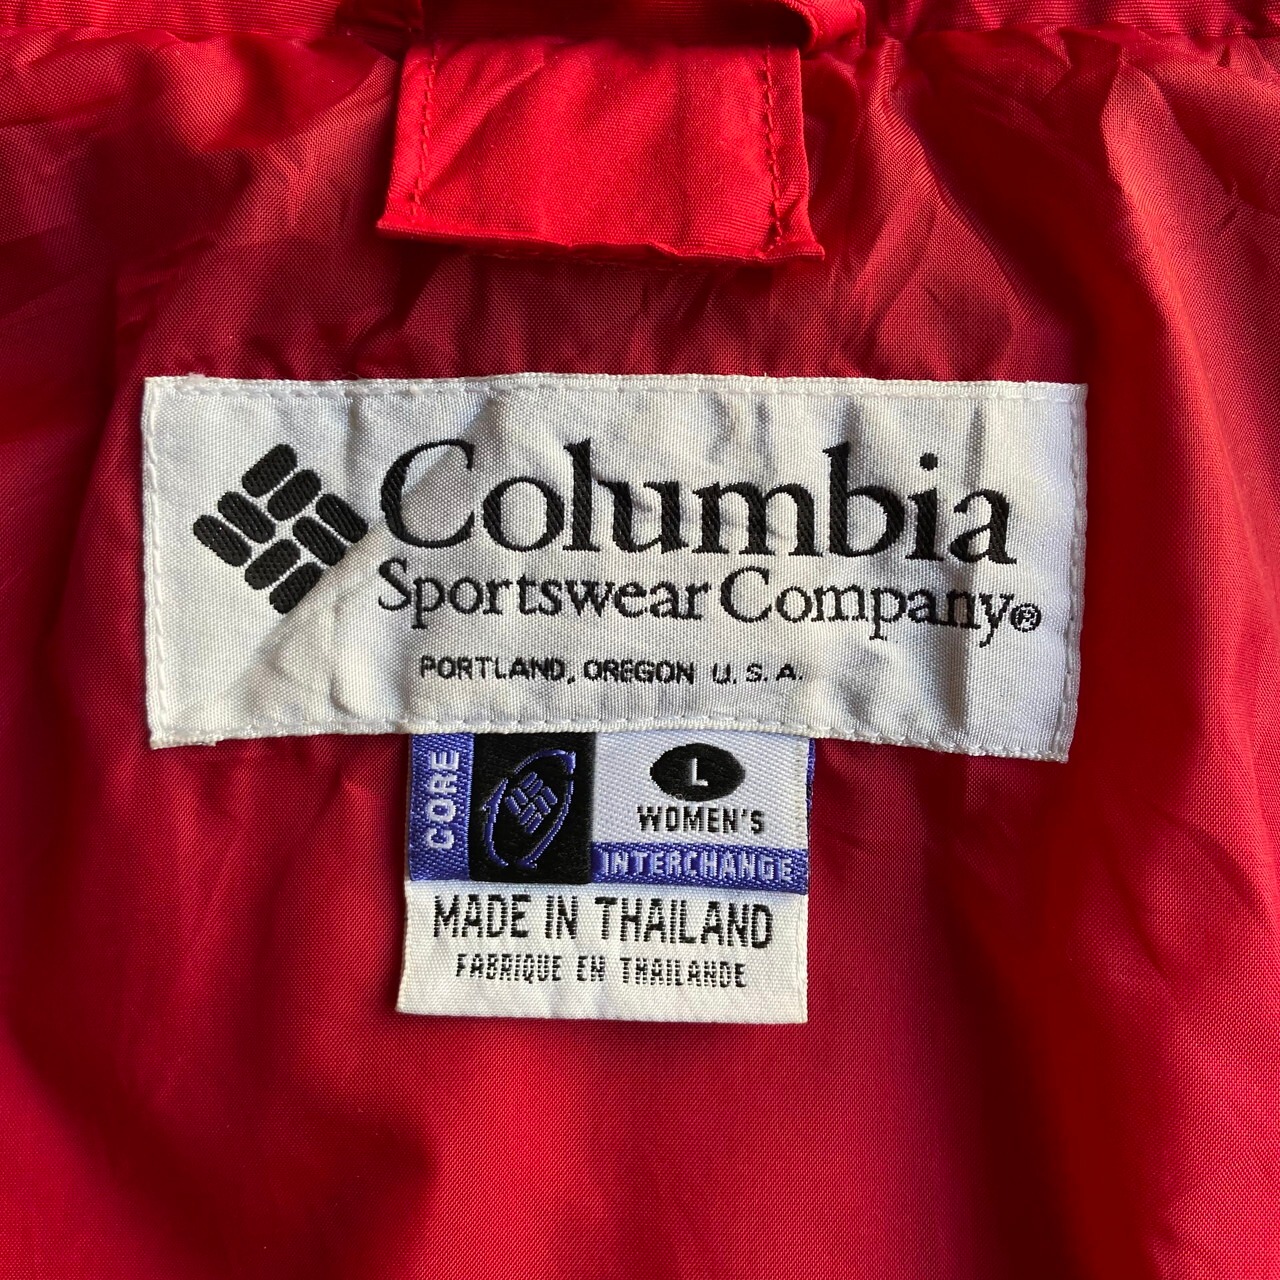 Columbia
Sportswear Company®
PORTLAND, OREGON U.S.A.
CORE
L
WOMEN'S
INTERCHANGE
MADE IN THAILAND
FABRIQUE EN THAILANDE